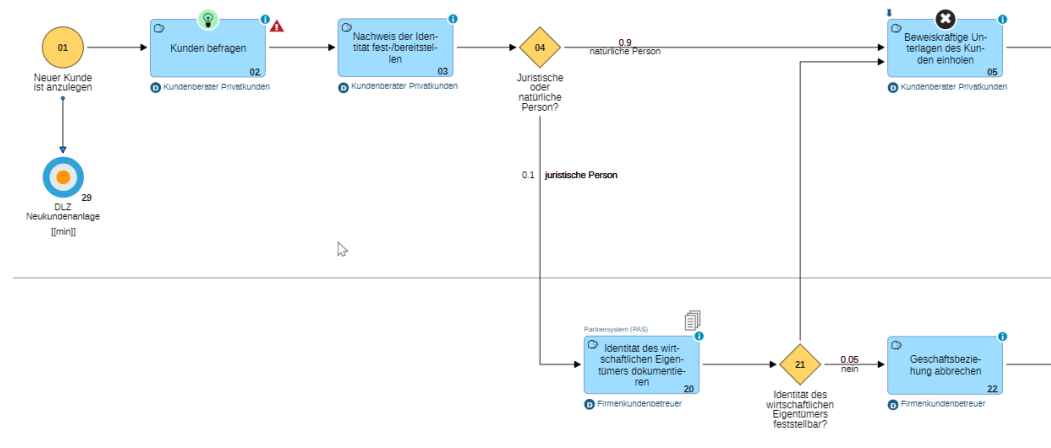 01
Neuer Kunde
ist anzulegen
29
DLZ
Neukundenanlage
[[min]]
Kunden befragen
02
D Kundenberater Privatkunden
Nachweis der Iden-
tität fest-/bereitstel-
len
03
D Kundenberater Privatkunden
04
Juristische
oder
natürliche
Person?
0.9
natürliche Person
0.1 juristische Person
Beweiskräftige Un-
terlagen des Kun-
den einholen
05
D Kundenberater Privatkunden
Partnersystem (PAS)
Identität des wirt-
schaftlichen Eigen-
tümers dokumentie-
ren
20
D Firmenkundenbetreuer
21
Identität des
wirtschaftlichen
Eigentümers
feststellbar?
0.05
nein
Geschäftsbezie-
hung abbrechen
22
D Firmenkundenbetreuer